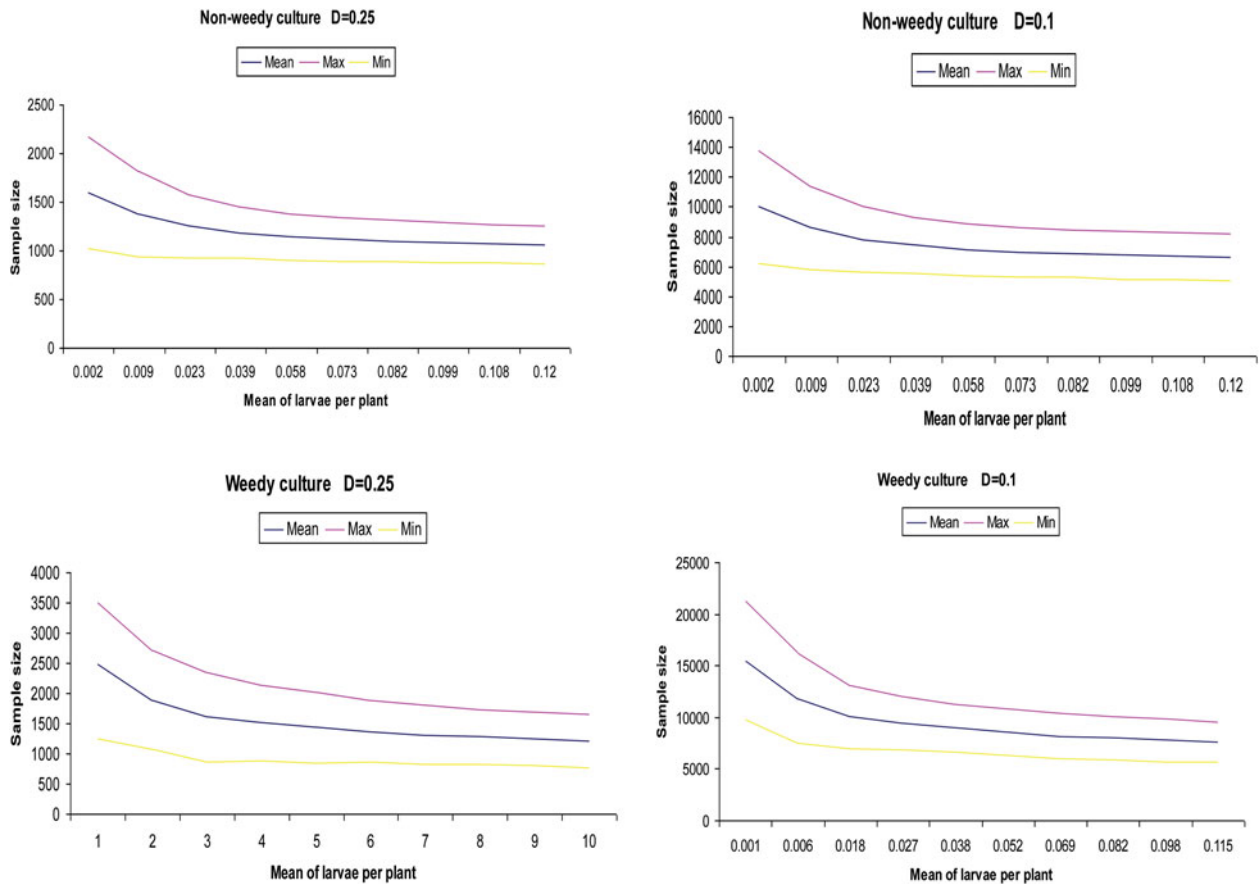 Non-weedy culture D=0.25
Mean Max Min
Sample size
2500
2000
1500
1000
500
0
0.002 0.009 0.023 0.039 0.058 0.073 0.082 0.099 0.108 0.12
Mean of larvae per plant
Non-weedy culture D=0.1
Mean Max Min
Sample size
16000
14000
12000
10000
8000
6000
4000
2000
0
0.002 0.009 0.023 0.039 0.058 0.073 0.082 0.099 0.108 0.12
Mean of larvae per plant
Weedy culture D=0.25
Mean Max Min
Sample size
4000
3500
3000
2500
2000
1500
1000
500
0
1 2 3 4 5 6 7 8 9 10
Mean of larvae per plant
Weedy culture D=0.1
Mean Max Min
Sample size
25000
20000
15000
10000
5000
0
0.001 0.006 0.018 0.027 0.038 0.052 0.069 0.082 0.098 0.115
Mean of larvae per plant